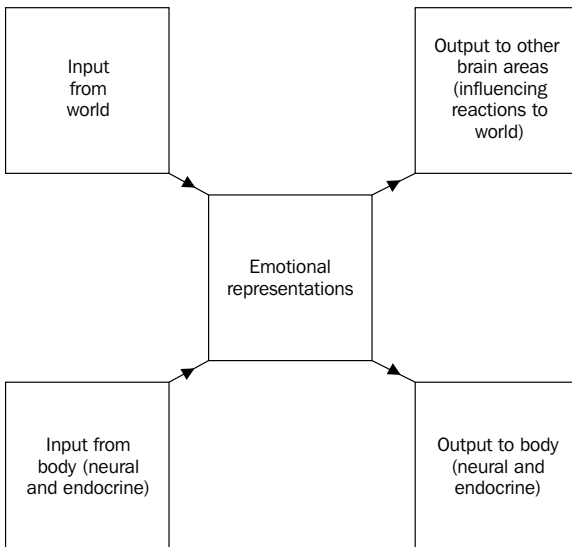 Input
from
world
Output to other
brain areas
(influencing
reactions to
world)
Emotional
representations
Input from
body (neural
and endocrine)
Output to body
(neural and
endocrine)